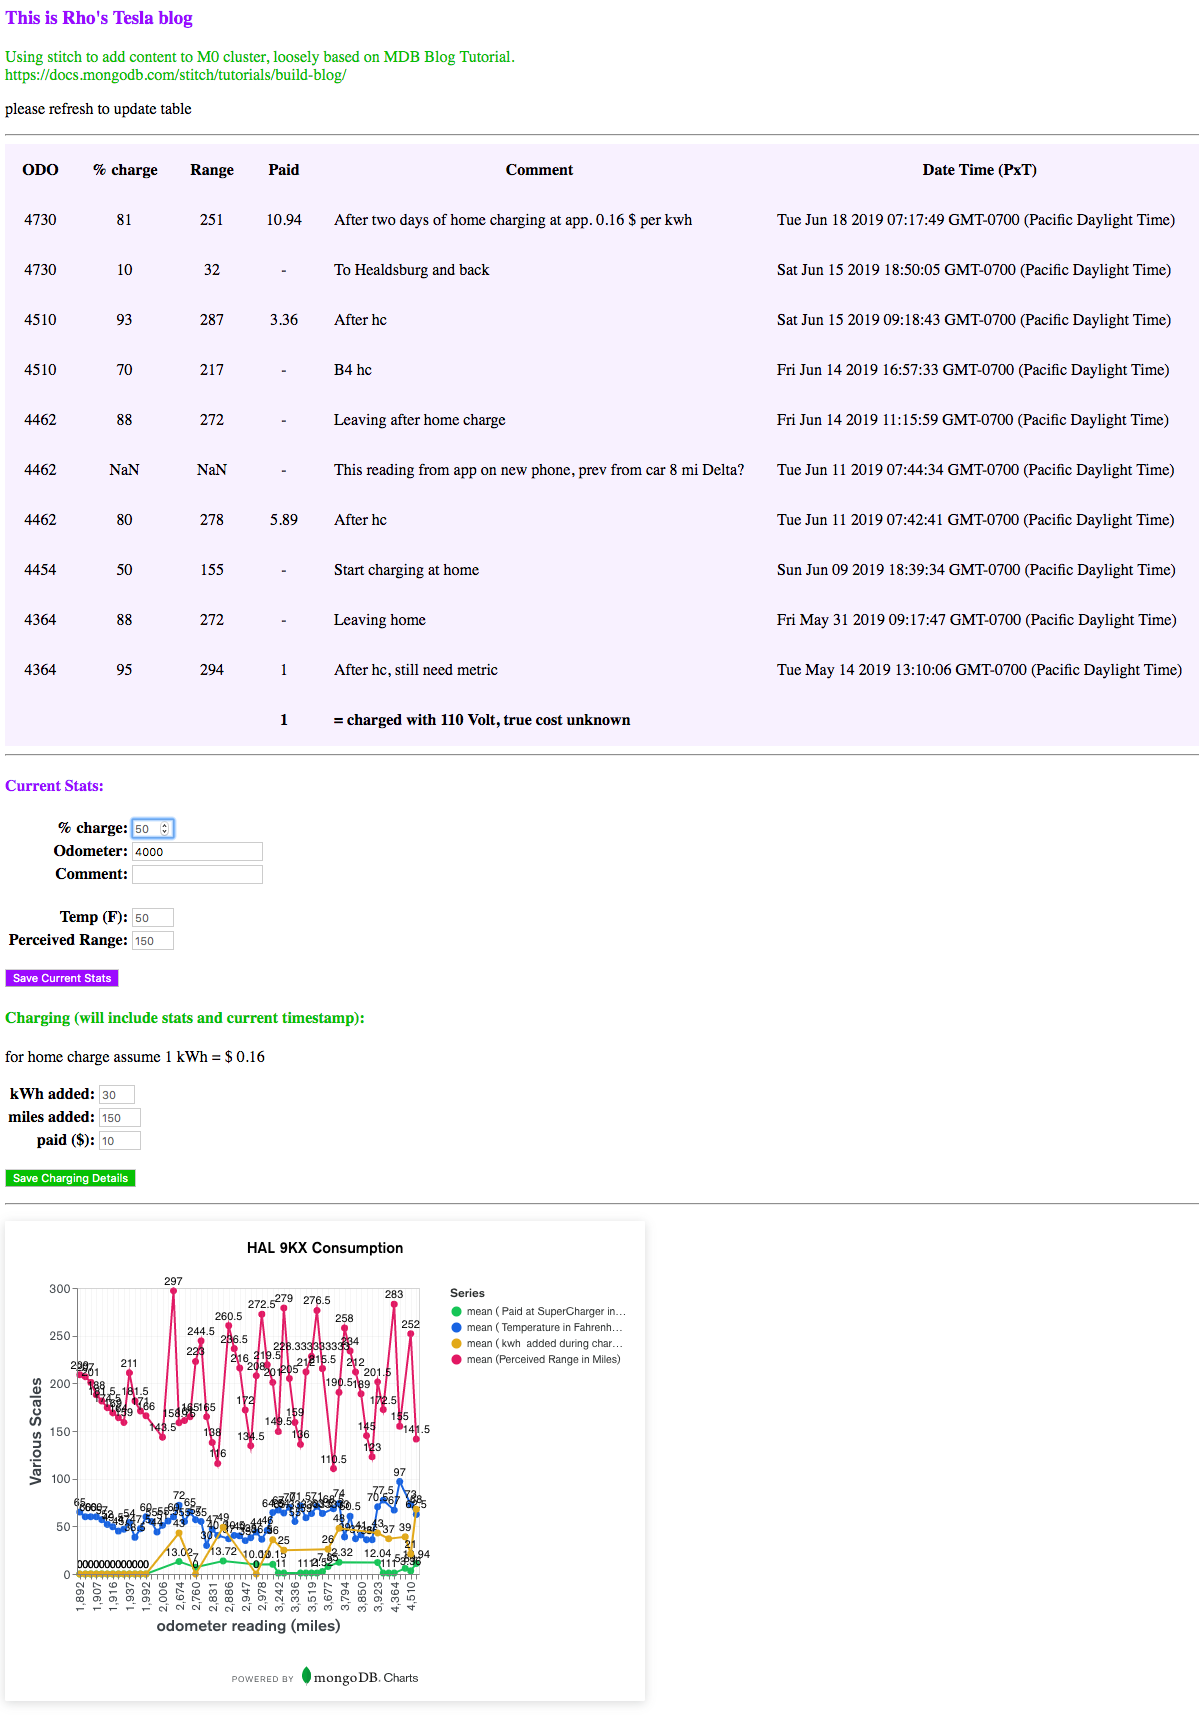 This is Rho's Tesla blog
Using stitch to add content to M0 cluster, loosely based on MDB Blog Tutorial.
https://docs.mongodb.com/stitch/tutorials/build-blog/
please refresh to update table
ODO % charge Range Paid Comment Date Time (PxT)
4730 81 251 10.94 After two days of home charging at app. 0.16 $ per kwh Tue Jun 18 2019 07:17:49 GMT-0700 (Pacific Daylight Time)
4730 10 32 - To Healdsburg and back Sat Jun 15 2019 18:50:05 GMT-0700 (Pacific Daylight Time)
4510 93 287 3.36 After hc Sat Jun 15 2019 09:18:43 GMT-0700 (Pacific Daylight Time)
4510 70 217 - B4 hc Fri Jun 14 2019 16:57:33 GMT-0700 (Pacific Daylight Time)
4462 88 272 - Leaving after home charge Fri Jun 14 2019 11:15:59 GMT-0700 (Pacific Daylight Time)
4462 NaN NaN - This reading from app on new phone, prev from car 8 mi Delta? Tue Jun 11 2019 07:44:34 GMT-0700 (Pacific Daylight Time)
4462 80 278 5.89 After hc Tue Jun 11 2019 07:42:41 GMT-0700 (Pacific Daylight Time)
4454 50 155 - Start charging at home Sun Jun 09 2019 18:39:34 GMT-0700 (Pacific Daylight Time)
4364 88 272 - Leaving home Fri May 31 2019 09:17:47 GMT-0700 (Pacific Daylight Time)
4364 95 294 1 After hc, still need metric Tue May 14 2019 13:10:06 GMT-0700 (Pacific Daylight Time)
1 = charged with 110 Volt, true cost unknown
Current Stats:
% charge: 50
Odometer: 4000
Comment:
Temp (F): 50
Perceived Range: 150
Save Current Stats
Charging (will include stats and current timestamp):
for home charge assume 1 kWh = $ 0.16
kWh added: 30
miles added: 150
paid ($): 10
Save Charging Details
HAL 9KX Consumption
Series
mean ( Paid at SuperCharger in...
mean ( Temperature in Fahrenh...
mean ( kwh added during char...
mean (Perceived Range in Miles)
Various Scales
300
250
200
150
100
50
0
297 211 143.5 223 244.5 138 116 260.5 236.5 216 172 134.5 272.5 219.5 279 205 149.5 159 136 276.5 215.5 110.5 190.5 258 234 212 189 145 123 201.5 172.5 283 155 252 141.5
72 74 77.5 97
43 49 36 25 26 48 43 37 39 21
13.02 13.72 12.04
1,892 1,907 1,916 1,937 1,992 2,006 2,674 2,760 2,831 2,886 2,947 2,978 3,242 3,336 3,519 3,677 3,794 3,850 3,923 4,364 4,510
odometer reading (miles)
POWERED BY mongoDB. Charts